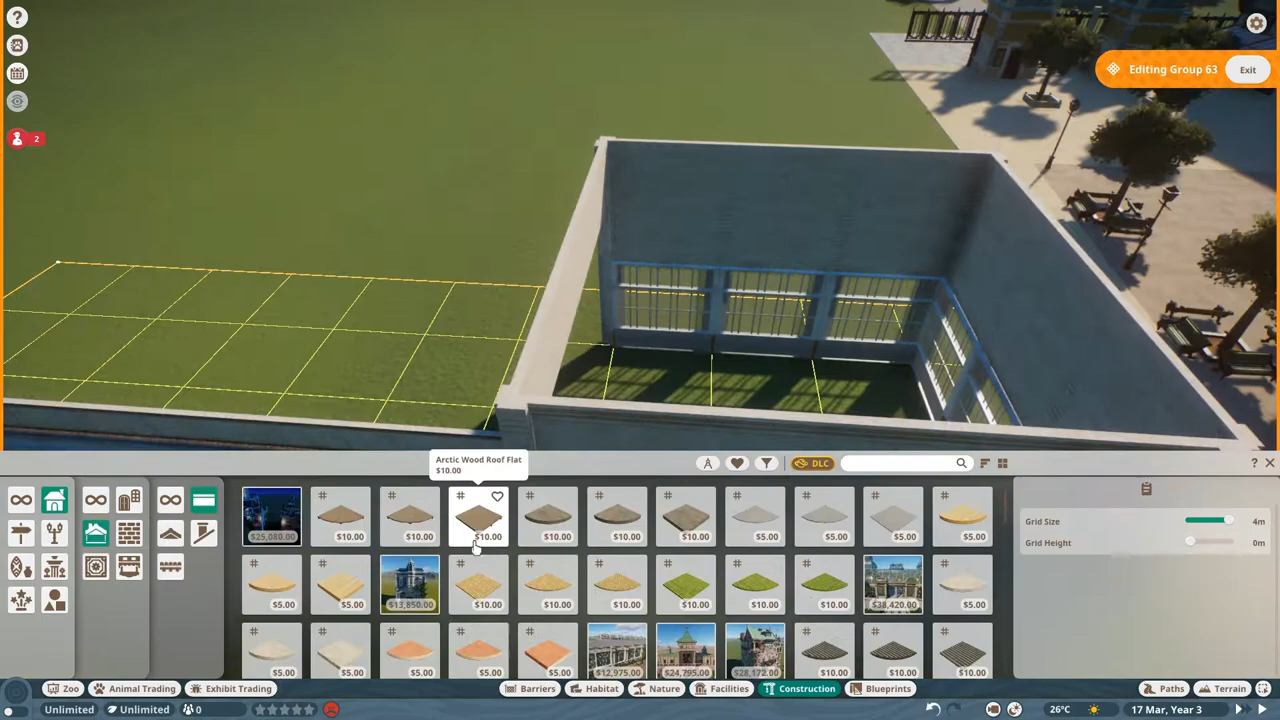 ?
Editing Group 63
Exit
2
Arctic Wood Roof Flat
$10.00
DLC
?
$25,080.00
$10.00
$10.00
$10.00
$10.00
$10.00
$10.00
$5.00
$5.00
$5.00
$5.00
Grid Size
4m
Grid Height
0m
$5.00
$5.00
$13,850.00
$10.00
$10.00
$10.00
$10.00
$10.00
$10.00
$38,420.00
$5.00
$5.00
$5.00
$5.00
$5.00
$5.00
$12,975.00
$24,795.00
$28,172.00
$10.00
$10.00
$10.00
Zoo
Animal Trading
Exhibit Trading
Barriers
Habitat
Nature
Facilities
Construction
Blueprints
Paths
Terrain
Unlimited
Unlimited
0
26°C
17 Mar, Year 3